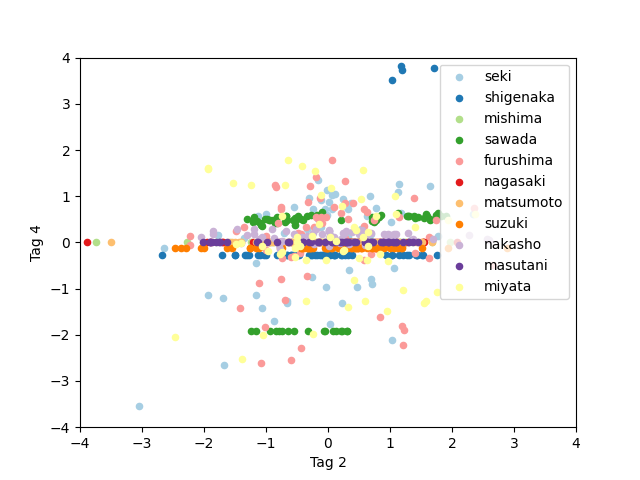 4
3
2
1
0
−1
−2
−3
−4
Tag 4
−4 −3 −2 −1 0 1 2 3 4
Tag 2
seki
shigenaka
mishima
sawada
furushima
nagasaki
matsumoto
suzuki
nakasho
masutani
miyata